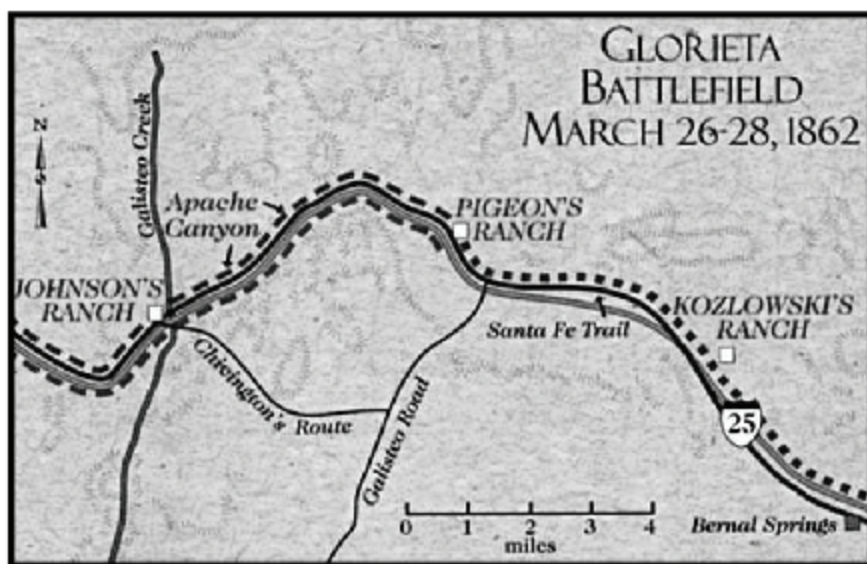 GLORIETA
BATTLEFIELD
MARCH 26-28, 1862
N
S
Galisteo Creek
Apache
Canyon
PIGEON'S
RANCH
JOHNSON'S
RANCH
KOZLOWSKI'S
RANCH
Santa Fe Trail
Chivington's Route
Galisteo Road
25
0 1 2 3 4
miles
Bernal Springs